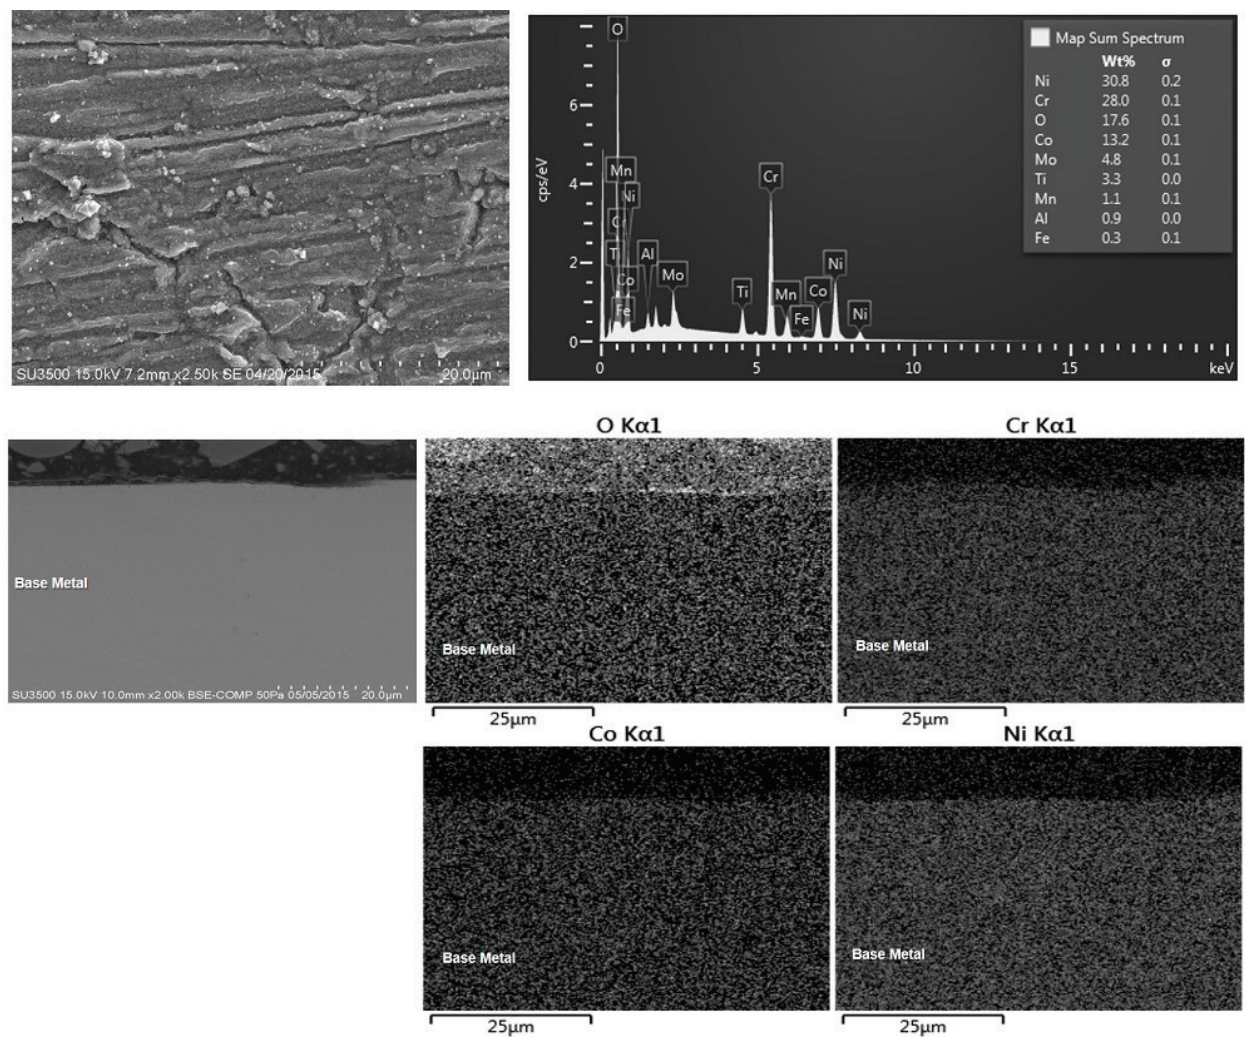 SU3500 15.0kV 7.2mm x2.50k SE 04/20/2015 20.0μm
cps/eV
6
4
2
0
O
Mn
Ni
Cr
Ti
Co
Fe
Al
Mo
Ti
Cr
Mn
Fe
Co
Ni
Ni
0 5 10 15 keV
Map Sum Spectrum
Wt% σ
Ni 30.8 0.2
Cr 28.0 0.1
O 17.6 0.1
Co 13.2 0.1
Mo 4.8 0.1
Ti 3.3 0.0
Mn 1.1 0.1
Al 0.9 0.0
Fe 0.3 0.1
Base Metal
SU3500 15.0kV 10.0mm x2.00k BSE-COMP 50Pa 05/05/2015 20.0μm
O Kα1
Base Metal
25μm
Cr Kα1
Base Metal
25μm
Co Kα1
Base Metal
25μm
Ni Kα1
Base Metal
25μm